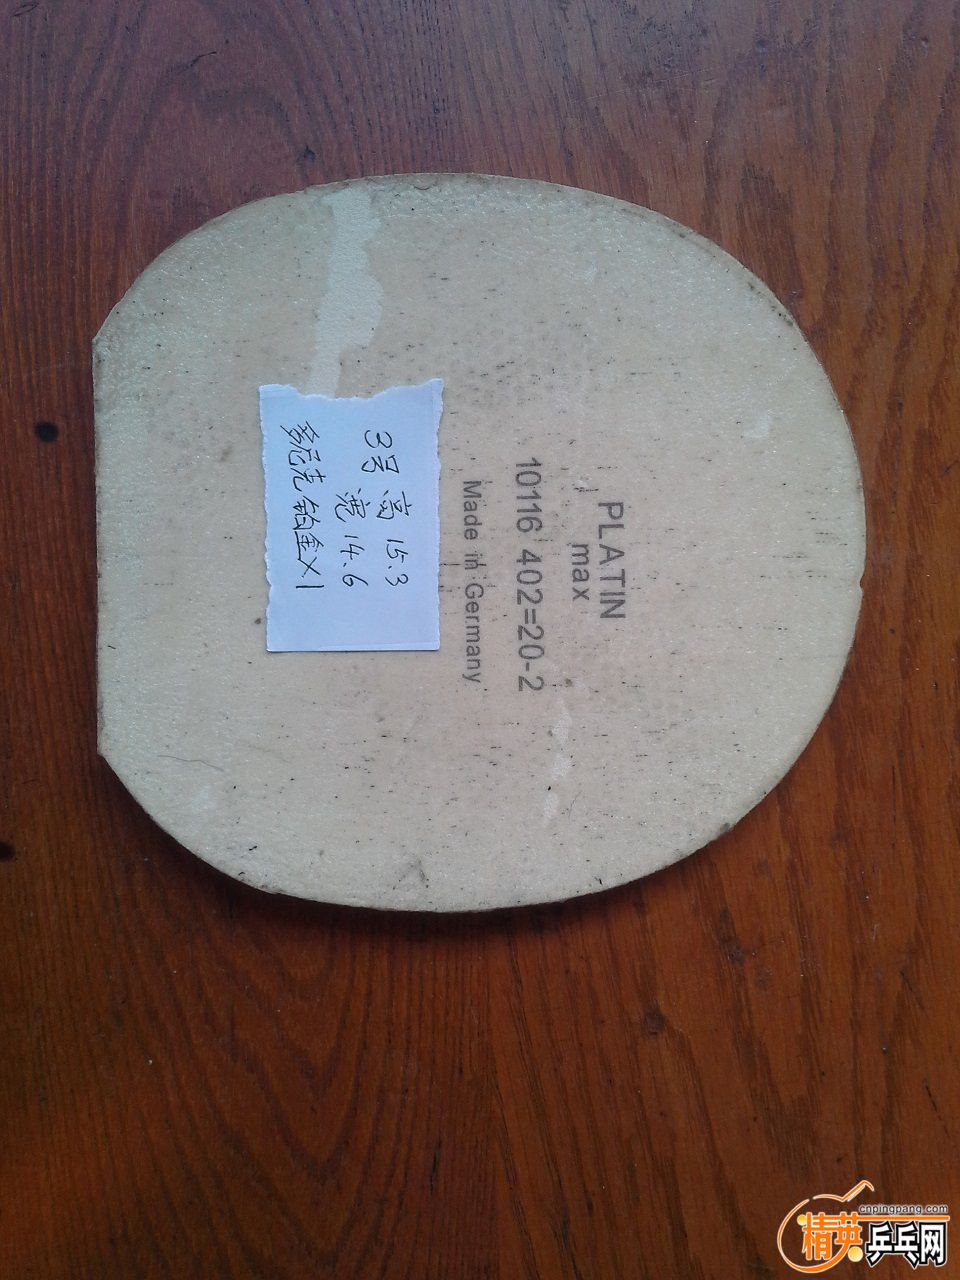 PLATIN
max
10116 402=20-2
Made in Germany
3号 高 15.3
宽 14.6
多尼克铂金X1
cnpingpang.com
精英乒乓网